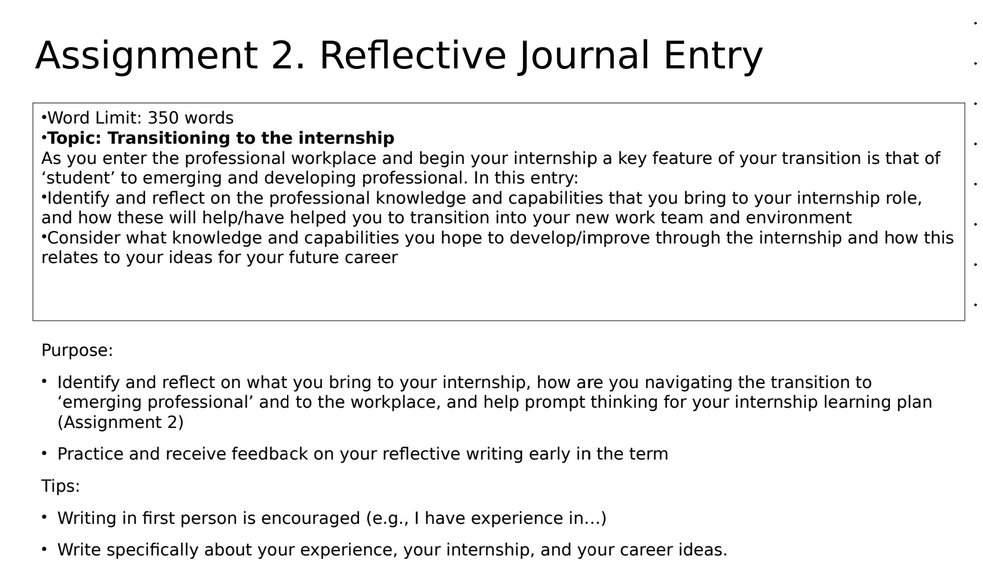 Assignment 2. Reflective Journal Entry
•Word Limit: 350 words
•Topic: Transitioning to the internship
As you enter the professional workplace and begin your internship a key feature of your transition is that of
‘student’ to emerging and developing professional. In this entry:
•Identify and reflect on the professional knowledge and capabilities that you bring to your internship role,
and how these will help/have helped you to transition into your new work team and environment
•Consider what knowledge and capabilities you hope to develop/improve through the internship and how this
relates to your ideas for your future career
Purpose:
• Identify and reflect on what you bring to your internship, how are you navigating the transition to
‘emerging professional’ and to the workplace, and help prompt thinking for your internship learning plan
(Assignment 2)
• Practice and receive feedback on your reflective writing early in the term
Tips:
• Writing in first person is encouraged (e.g., I have experience in…)
• Write specifically about your experience, your internship, and your career ideas.